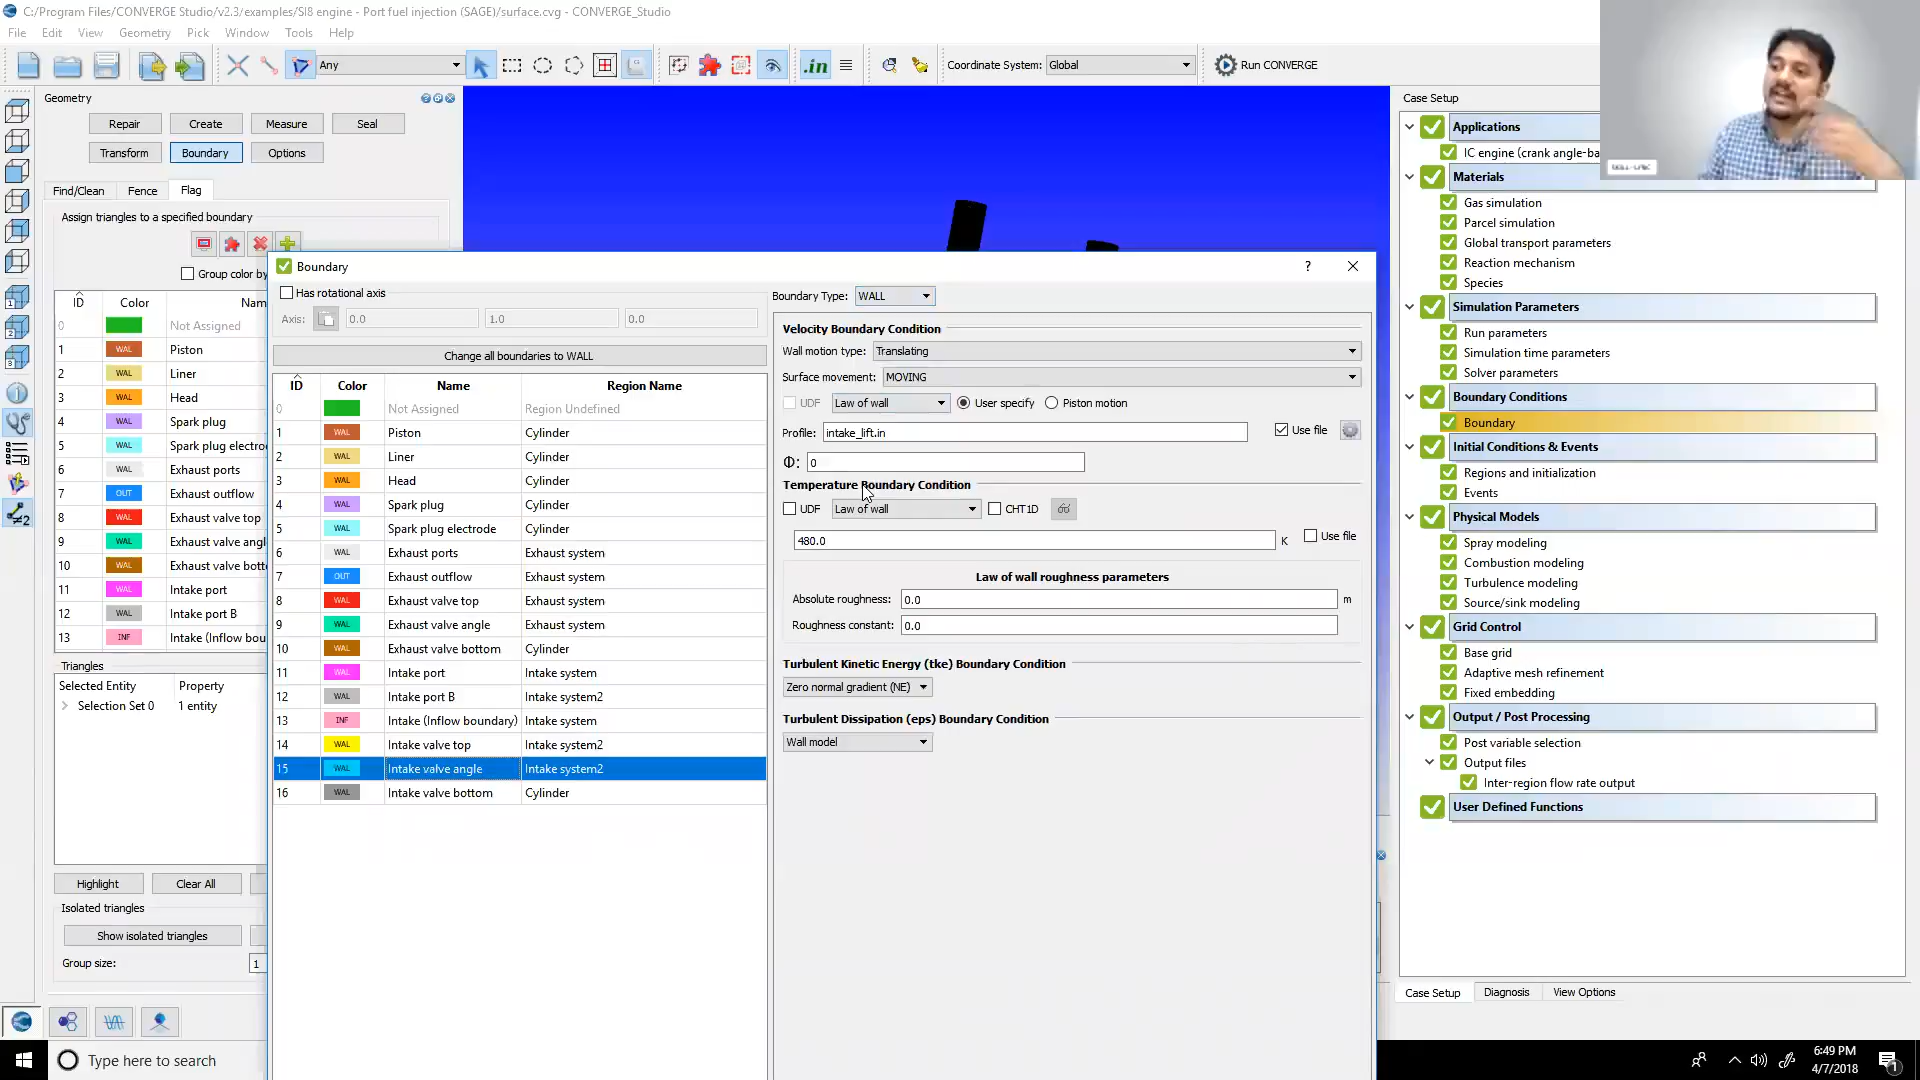 C:/Program Files/CONVERGE Studio/v2.3/examples/SI8 engine - Port fuel injection (SAGE)/surface.cvg - CONVERGE_Studio
File Edit View Geometry Pick Window Tools Help
Any
.in
Coordinate System: Global
Run CONVERGE
Geometry
Repair Create Measure Seal
Transform Boundary Options
Find/Clean Fence Flag
Assign triangles to a specified boundary
Group color by
ID Color Nam
0 Not Assigned
1 WAL Piston
2 WAL Liner
3 WAL Head
4 WAL Spark plug
5 WAL Spark plug electro
6 WAL Exhaust ports
7 OUT Exhaust outflow
8 WAL Exhaust valve top
9 WAL Exhaust valve angl
10 WAL Exhaust valve bott
11 WAL Intake port
12 WAL Intake port B
13 INF Intake (Inflow bou
Triangles
Selected Entity Property
Selection Set 0 1 entity
Highlight Clear All
Isolated triangles
Show isolated triangles
Group size: 1
Boundary
?
Has rotational axis
Axis: 0.0 1.0 0.0
Change all boundaries to WALL
ID Color Name Region Name
0 Not Assigned Region Undefined
1 WAL Piston Cylinder
2 WAL Liner Cylinder
3 WAL Head Cylinder
4 WAL Spark plug Cylinder
5 WAL Spark plug electrode Cylinder
6 WAL Exhaust ports Exhaust system
7 OUT Exhaust outflow Exhaust system
8 WAL Exhaust valve top Exhaust system
9 WAL Exhaust valve angle Exhaust system
10 WAL Exhaust valve bottom Cylinder
11 WAL Intake port Intake system
12 WAL Intake port B Intake system2
13 INF Intake (Inflow boundary) Intake system
14 WAL Intake valve top Intake system2
15 WAL Intake valve angle Intake system2
16 WAL Intake valve bottom Cylinder
Boundary Type: WALL
Velocity Boundary Condition
Wall motion type: Translating
Surface movement: MOVING
UDF Law of wall User specify Piston motion
Profile: intake_lift.in Use file
Φ: 0
Temperature Boundary Condition
UDF Law of wall CHT1D
480.0 K Use file
Law of wall roughness parameters
Absolute roughness: 0.0 m
Roughness constant: 0.0
Turbulent Kinetic Energy (tke) Boundary Condition
Zero normal gradient (NE)
Turbulent Dissipation (eps) Boundary Condition
Wall model
Case Setup
Applications
IC engine (crank angle-ba
Materials
Gas simulation
Parcel simulation
Global transport parameters
Reaction mechanism
Species
Simulation Parameters
Run parameters
Simulation time parameters
Solver parameters
Boundary Conditions
Boundary
Initial Conditions & Events
Regions and initialization
Events
Physical Models
Spray modeling
Combustion modeling
Turbulence modeling
Source/sink modeling
Grid Control
Base grid
Adaptive mesh refinement
Fixed embedding
Output / Post Processing
Post variable selection
Output files
Inter-region flow rate output
User Defined Functions
Case Setup Diagnosis View Options
Type here to search
6:49 PM
4/7/2018
1